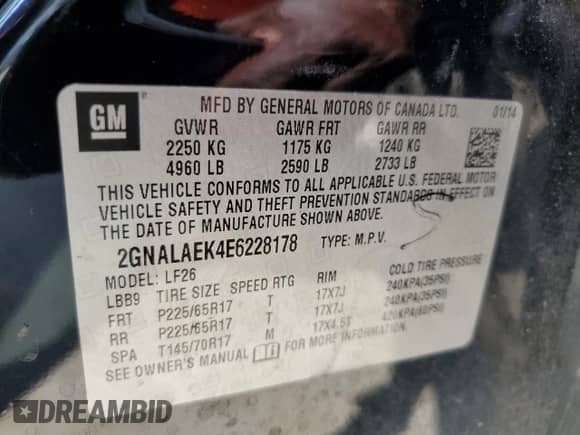 GM
MFD BY GENERAL MOTORS OF CANADA LTD. 01/14
GVWR GAWR FRT GAWR RR
2250 KG 1175 KG 1240 KG
4960 LB 2590 LB 2733 LB
THIS VEHICLE CONFORMS TO ALL APPLICABLE U.S. FEDERAL MOTOR
VEHICLE SAFETY AND THEFT PREVENTION STANDARDS IN EFFECT ON
THE DATE OF MANUFACTURE SHOWN ABOVE.
2GNALAEK4E6228178 TYPE: M.P.V.
MODEL: LF26
LBB9 TIRE SIZE SPEED RTG RIM COLD TIRE PRESSURE
FRT P225/65R17 T 17X7J 240KPA(35PSI)
RR P225/65R17 T 17X7J 240KPA(35PSI)
SPA T145/70R17 M 17X4.5T 420KPA(60PSI)
SEE OWNER'S MANUAL FOR MORE INFORMATION.
DREAMBID